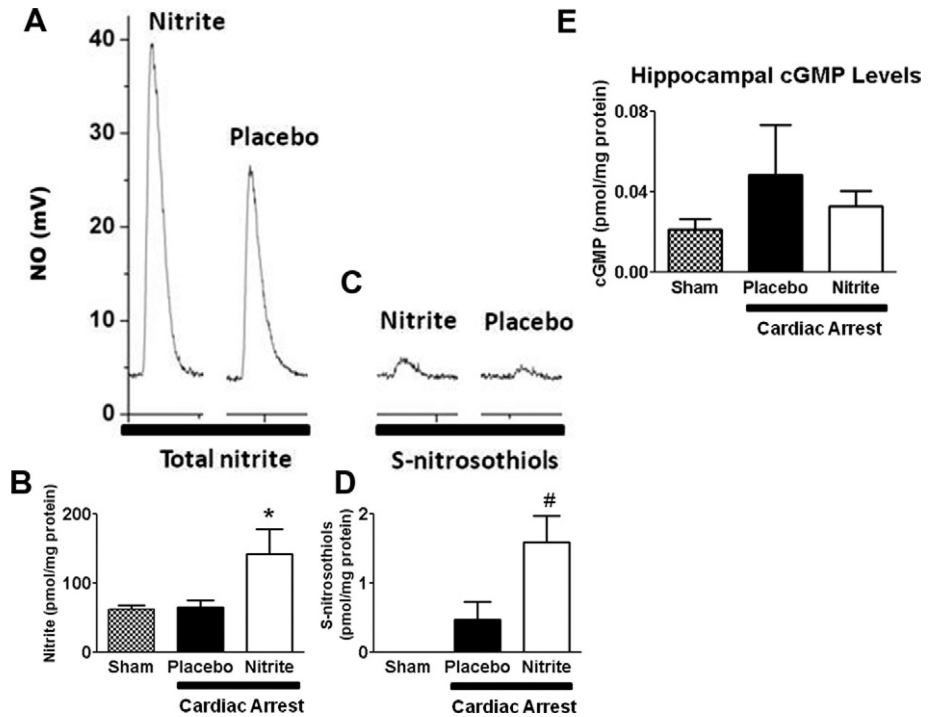 A
Nitrite
Placebo
NO (mV)
40
30
20
10
0
Total nitrite
C
Nitrite
Placebo
S-nitrosothiols
E
Hippocampal cGMP Levels
cGMP (pmol/mg protein)
0.08
0.04
0.00
Sham
Placebo
Nitrite
Cardiac Arrest
B
Nitrite (pmol/mg protein)
200
100
0
*
Sham
Placebo
Nitrite
Cardiac Arrest
D
S-nitrosothiols
(pmol/mg protein)
2
1
0
#
Sham
Placebo
Nitrite
Cardiac Arrest